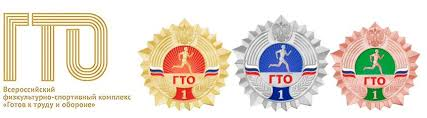 ГТО
Всероссийский
физкультурно-спортивный комплекс
«Готов к труду и обороне»
ГТО
1
ГТО
1
ГТО
1